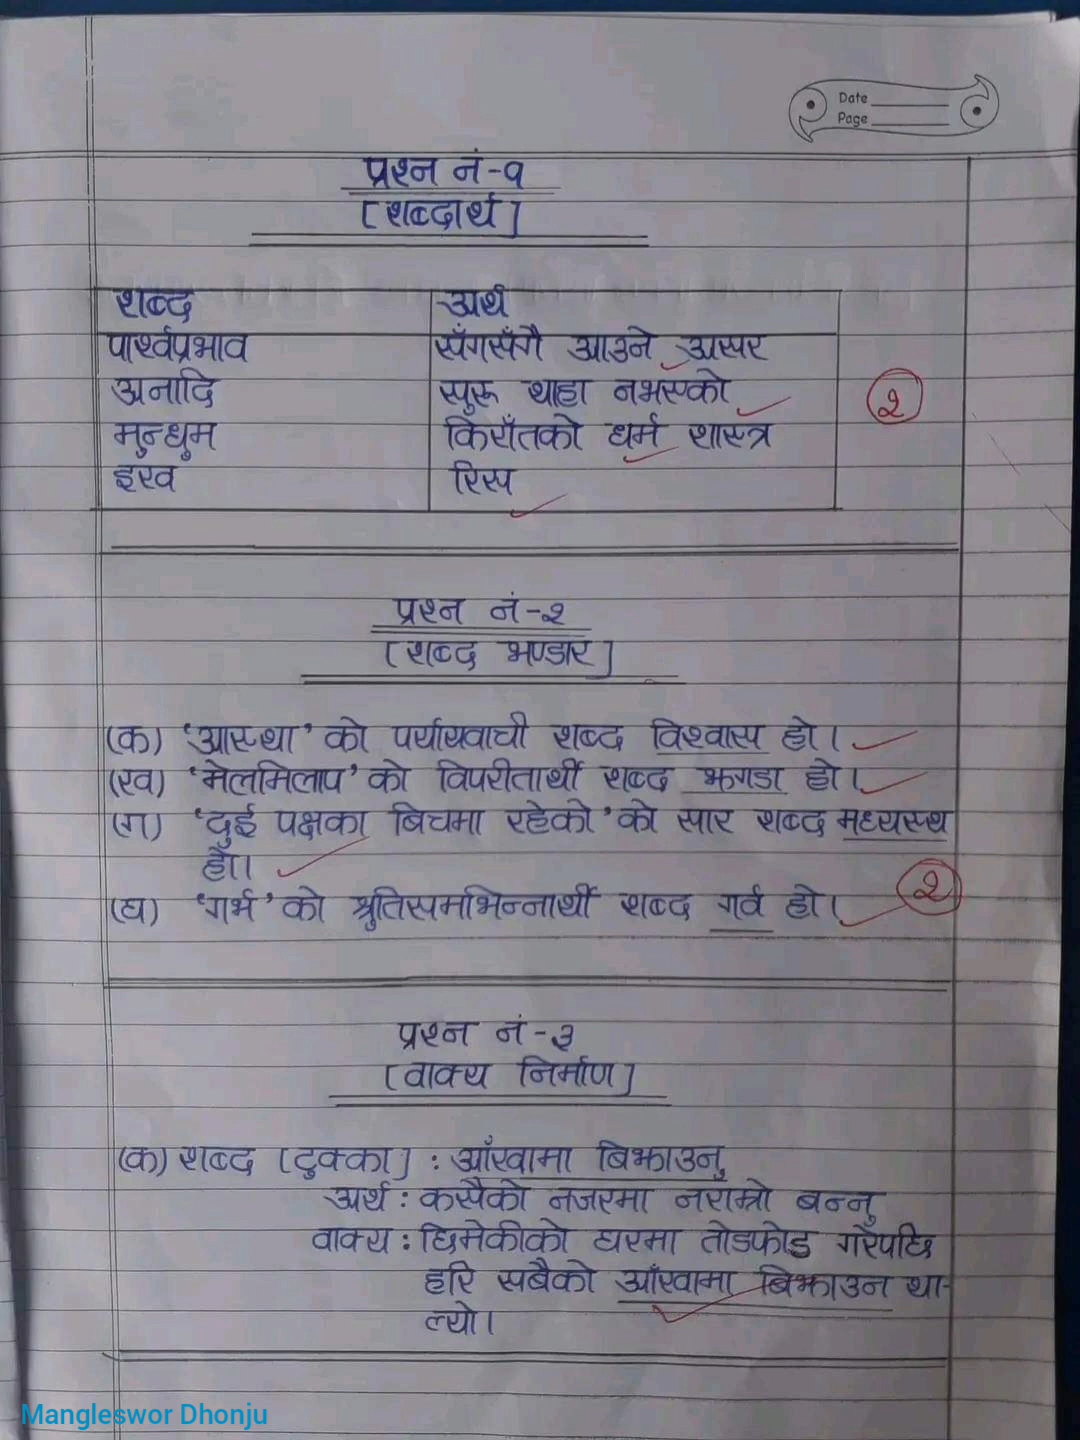 Date
Page
प्रश्न नं-१
[शब्दार्थ]
शब्द अर्थ
पार्श्वप्रभाव सँगसँगै आउने असर
अनादि सुरु थाहा नभएको
२
मुन्धुम किराँतको धर्म शास्त्र
इख रिस
प्रश्न नं-२
[शब्द भण्डार]
(क) 'आस्था' को पर्यायवाची शब्द विश्वास हो।
(ख) 'मेलमिलाप' को विपरीतार्थी शब्द झगडा हो।
(ग) 'दुई पक्षका बिचमा रहेको' को सार शब्द मध्यस्थ
हो।
२
(घ) 'गर्भ' को श्रुतिसमभिन्नार्थी शब्द गर्व हो।
प्रश्न नं-३
[वाक्य निर्माण]
(क) शब्द [टुक्का] : आँखामा बिझाउनु
अर्थ : कसैको नजरमा नराम्रो बन्नु
वाक्य : छिमेकीको घरमा तोडफोड गरेपछि
हरि सबैको आँखामा बिझाउन था-
ल्यो।
Mangleswor Dhonju